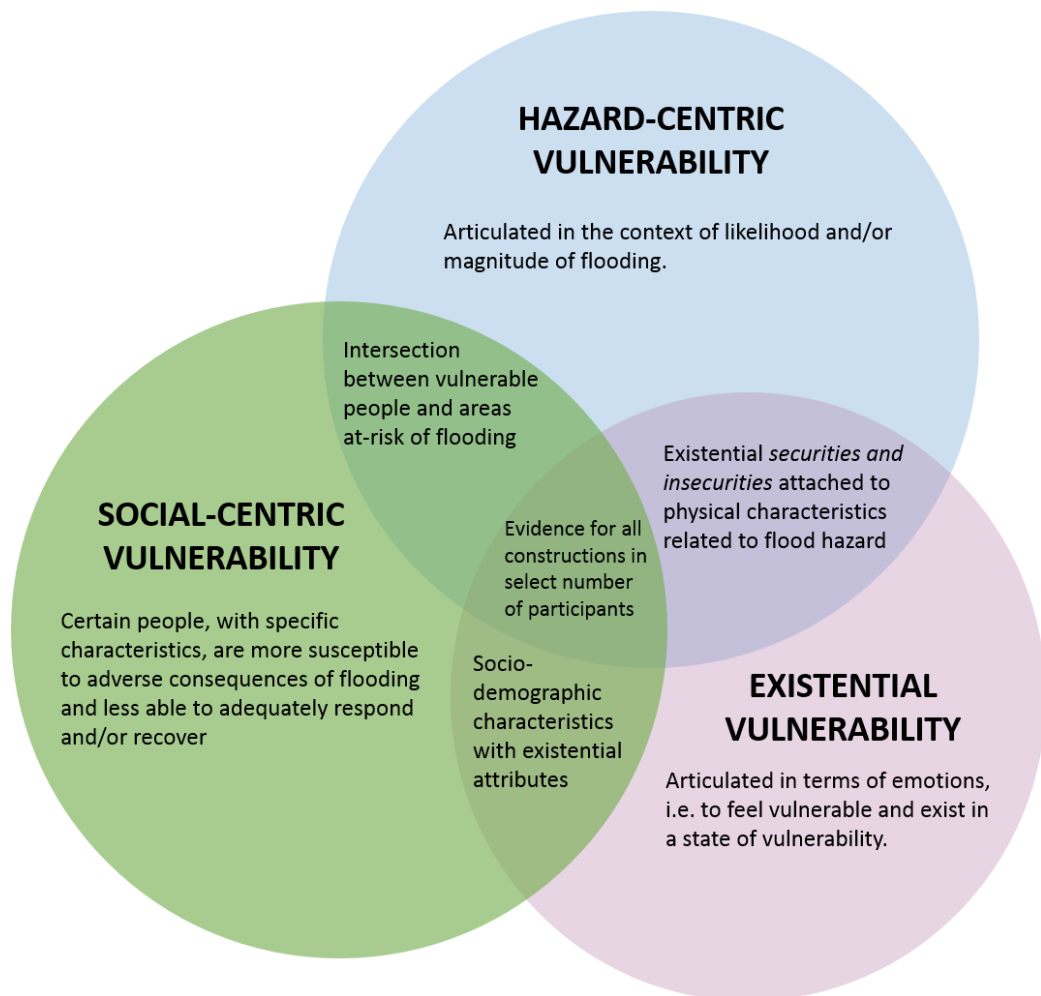 HAZARD-CENTRIC
VULNERABILITY
Articulated in the context of likelihood and/or
magnitude of flooding.
Intersection
between vulnerable
people and areas
at-risk of flooding
Existential securities and
insecurities attached to
physical characteristics
related to flood hazard
SOCIAL-CENTRIC
VULNERABILITY
Certain people, with specific
characteristics, are more susceptible
to adverse consequences of flooding
and less able to adequately respond
and/or recover
Evidence for all
constructions in
select number
of participants
Socio-
demographic
characteristics
with existential
attributes
EXISTENTIAL
VULNERABILITY
Articulated in terms of emotions,
i.e. to feel vulnerable and exist in
a state of vulnerability.